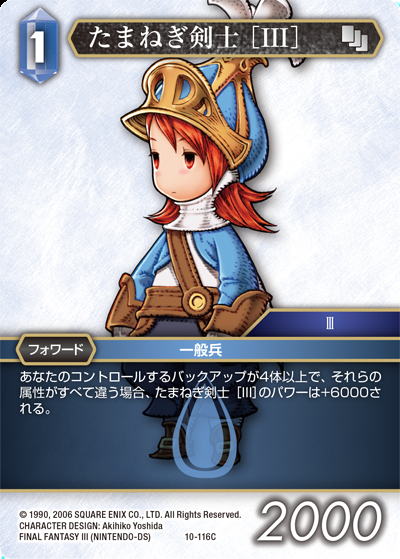 1
たまねぎ剣士［III］
III
フォワード
一般兵
あなたのコントロールするバックアップが4体以上で、それらの
属性がすべて違う場合、たまねぎ剣士［III］のパワーは+6000さ
れる。
© 1990, 2006 SQUARE ENIX CO., LTD. All Rights Reserved.
CHARACTER DESIGN: Akihiko Yoshida
FINAL FANTASY III (NINTENDO-DS)
10-116C
2000